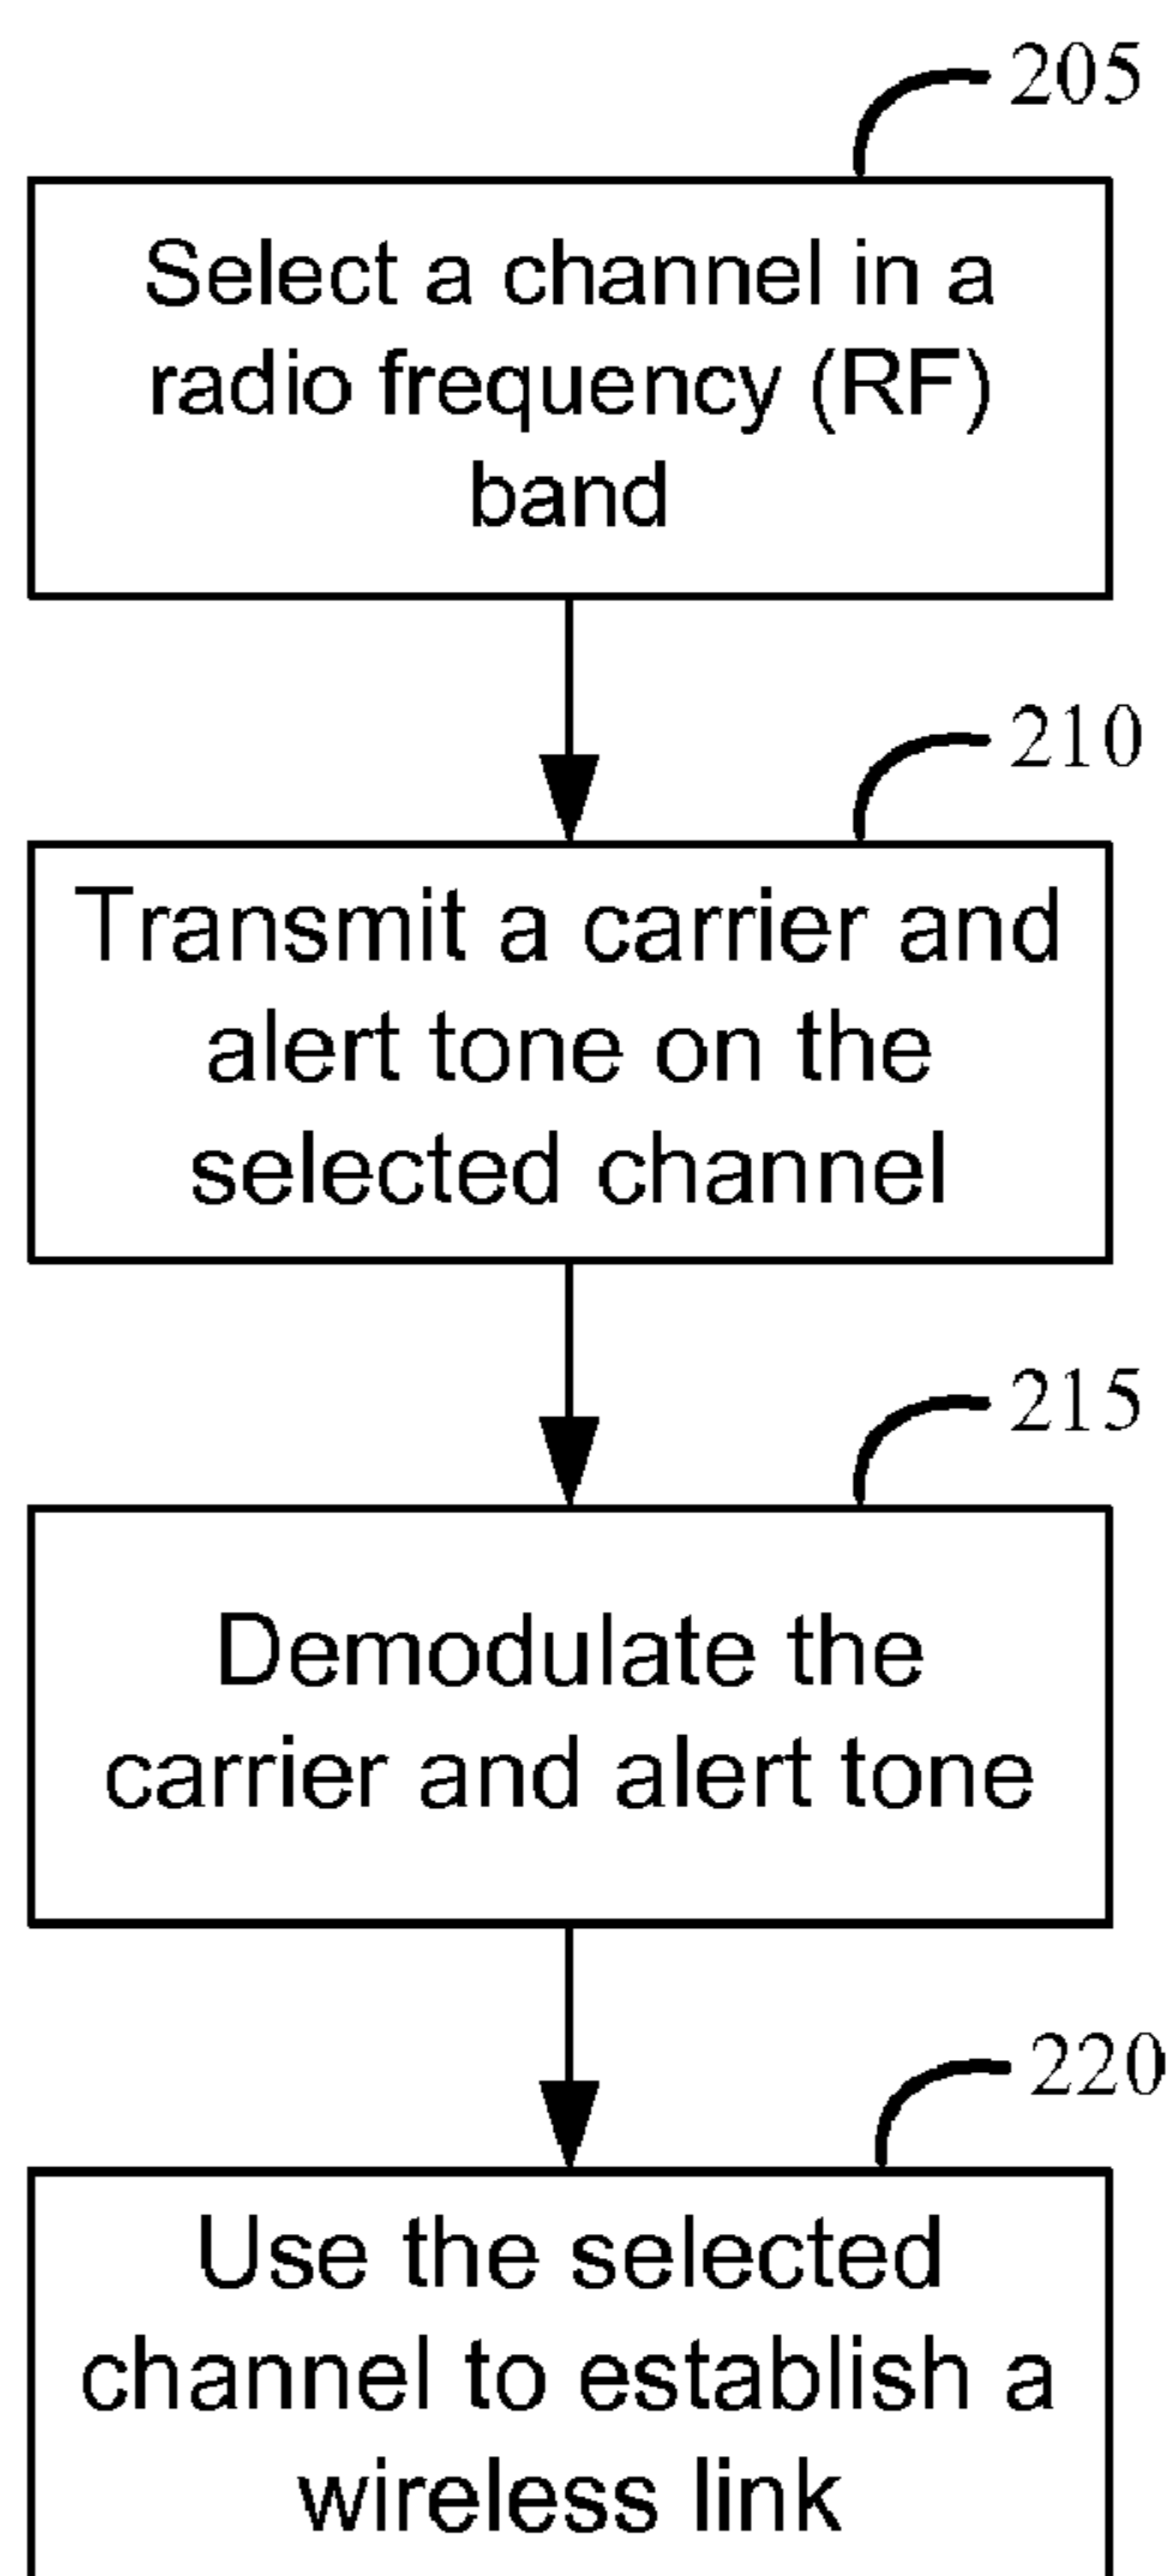 205
Select a channel in a
radio frequency (RF)
band
210
Transmit a carrier and
alert tone on the
selected channel
215
Demodulate the
carrier and alert tone
220
Use the selected
channel to establish a
wireless link